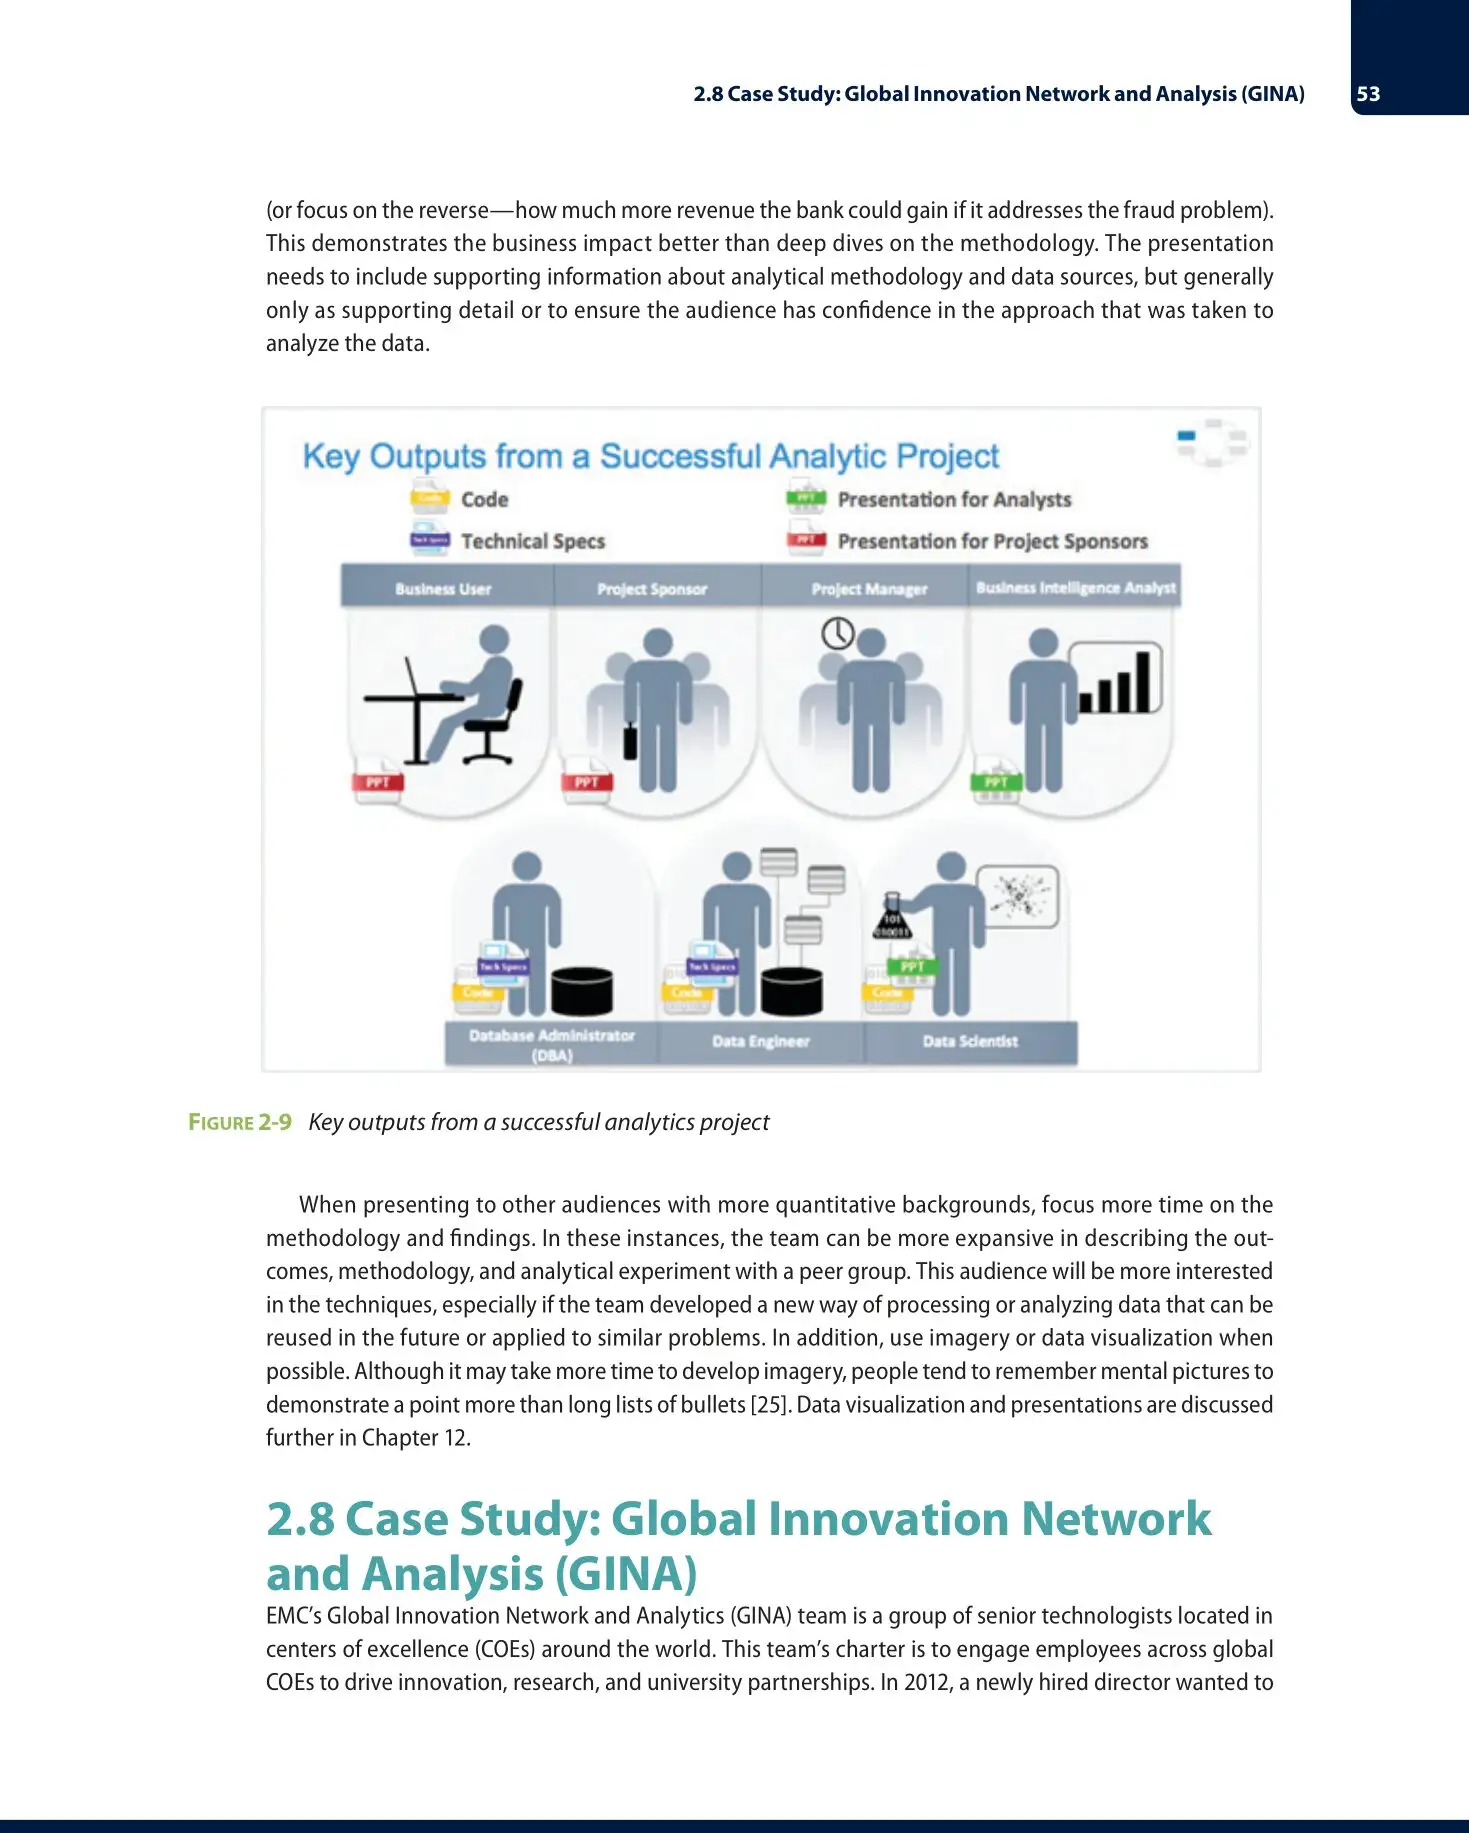 2.8 Case Study: Global Innovation Network and Analysis (GINA) 53
(or focus on the reverse—how much more revenue the bank could gain if it addresses the fraud problem).
This demonstrates the business impact better than deep dives on the methodology. The presentation
needs to include supporting information about analytical methodology and data sources, but generally
only as supporting detail or to ensure the audience has confidence in the approach that was taken to
analyze the data.
Key Outputs from a Successful Analytic Project
Code Code
PPT Presentation for Analysts
Tech Specs Technical Specs
PPT Presentation for Project Sponsors
Business User
Project Sponsor
Project Manager
Business Intelligence Analyst
PPT
PPT
PPT
101
010011
Tech Specs
Code
Tech Specs
Code
PPT
Code
Database Administrator
(DBA)
Data Engineer
Data Scientist
FIGURE 2-9 Key outputs from a successful analytics project
When presenting to other audiences with more quantitative backgrounds, focus more time on the
methodology and findings. In these instances, the team can be more expansive in describing the out-
comes, methodology, and analytical experiment with a peer group. This audience will be more interested
in the techniques, especially if the team developed a new way of processing or analyzing data that can be
reused in the future or applied to similar problems. In addition, use imagery or data visualization when
possible. Although it may take more time to develop imagery, people tend to remember mental pictures to
demonstrate a point more than long lists of bullets [25]. Data visualization and presentations are discussed
further in Chapter 12.
2.8 Case Study: Global Innovation Network
and Analysis (GINA)
EMC’s Global Innovation Network and Analytics (GINA) team is a group of senior technologists located in
centers of excellence (COEs) around the world. This team’s charter is to engage employees across global
COEs to drive innovation, research, and university partnerships. In 2012, a newly hired director wanted to